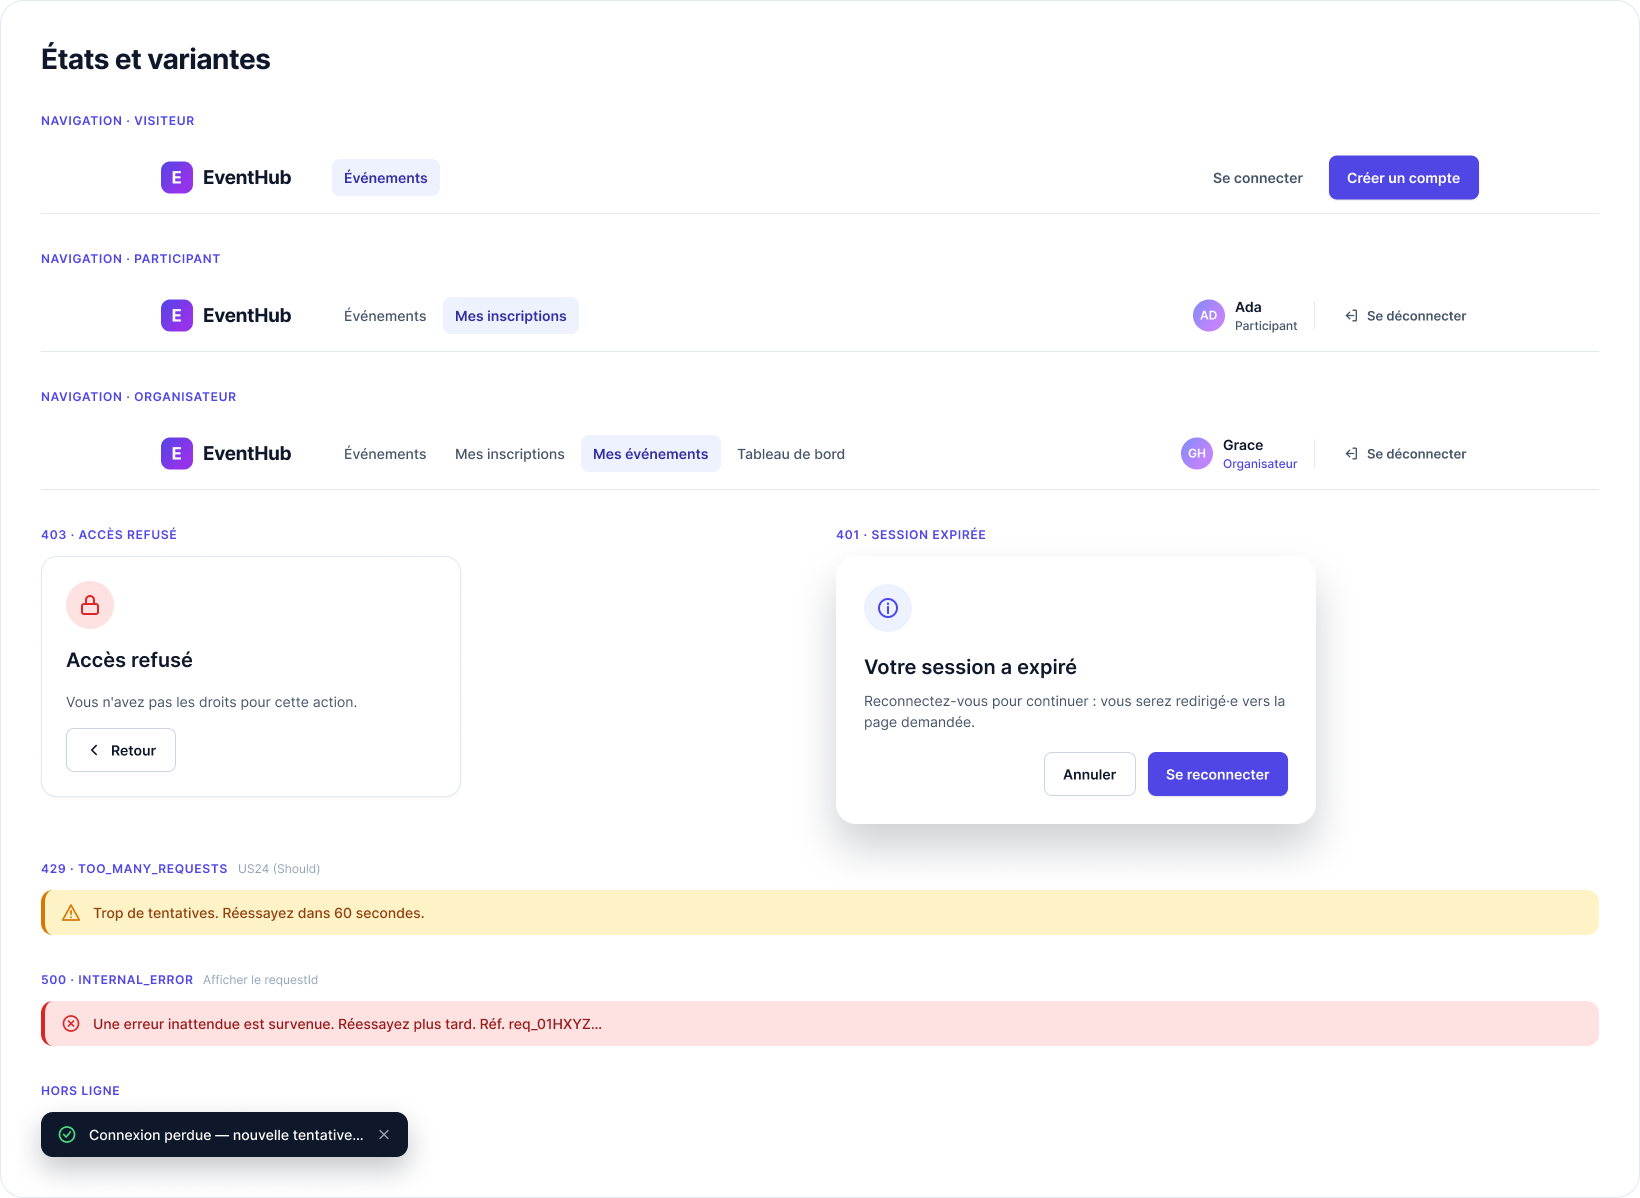 États et variantes
NAVIGATION · VISITEUR
E EventHub Événements Se connecter Créer un compte
NAVIGATION · PARTICIPANT
E EventHub Événements Mes inscriptions AD Ada Se déconnecter
Participant
NAVIGATION · ORGANISATEUR
E EventHub Événements Mes inscriptions Mes événements Tableau de bord GH Grace Se déconnecter
Organisateur
403 · ACCÈS REFUSÉ
Accès refusé
Vous n'avez pas les droits pour cette action.
Retour
401 · SESSION EXPIRÉE
Votre session a expiré
Reconnectez-vous pour continuer : vous serez redirigé·e vers la
page demandée.
Annuler Se reconnecter
429 · TOO_MANY_REQUESTS US24 (Should)
Trop de tentatives. Réessayez dans 60 secondes.
500 · INTERNAL_ERROR Afficher le requestId
Une erreur inattendue est survenue. Réessayez plus tard. Réf. req_01HXYZ…
HORS LIGNE
Connexion perdue — nouvelle tentative…